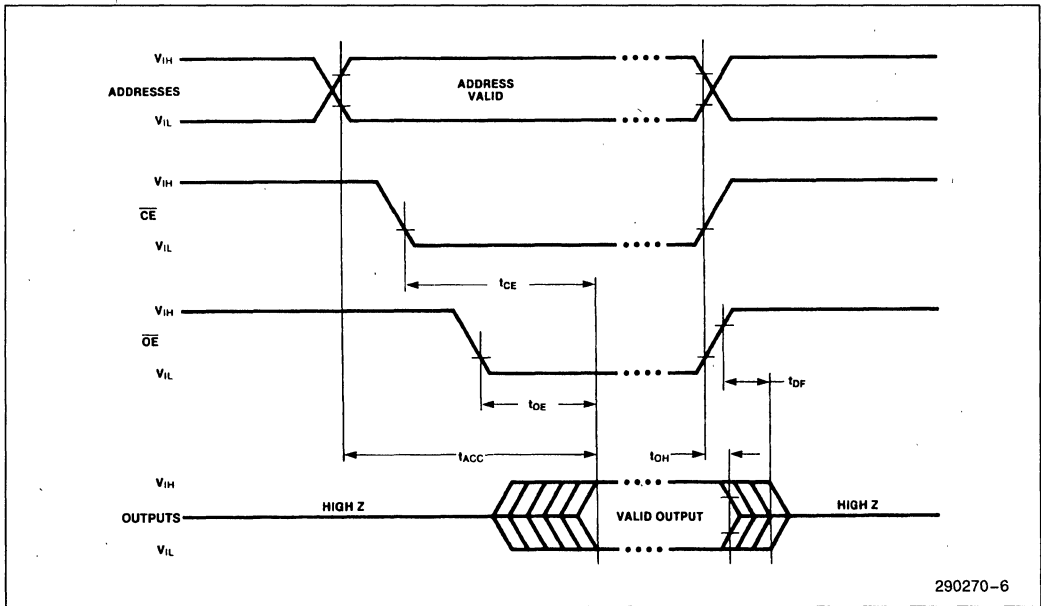 VIH
ADDRESSES
VIL
ADDRESS
VALID
VIH
CE
VIL
tCE
VIH
OE
VIL
tOE
tDF
tACC
tOH
VIH
OUTPUTS
VIL
HIGH Z
VALID OUTPUT
HIGH Z
290270-6